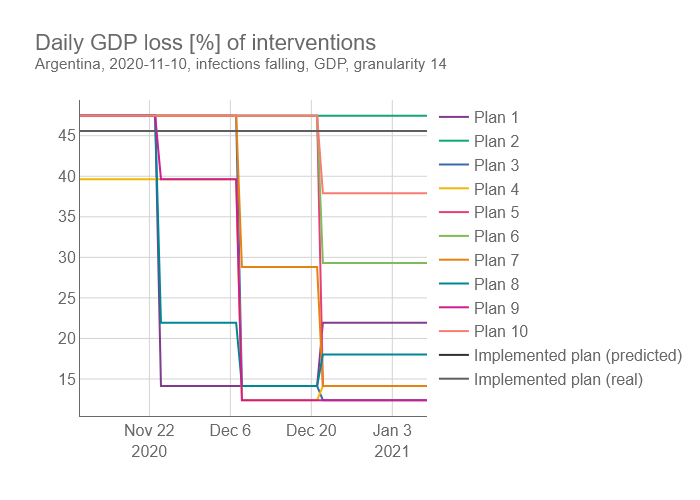 Daily GDP loss [%] of interventions
Argentina, 2020-11-10, infections falling, GDP, granularity 14
45
40
35
30
25
20
15
Nov 22
2020
Dec 6
Dec 20
Jan 3
2021
Plan 1
Plan 2
Plan 3
Plan 4
Plan 5
Plan 6
Plan 7
Plan 8
Plan 9
Plan 10
Implemented plan (predicted)
Implemented plan (real)